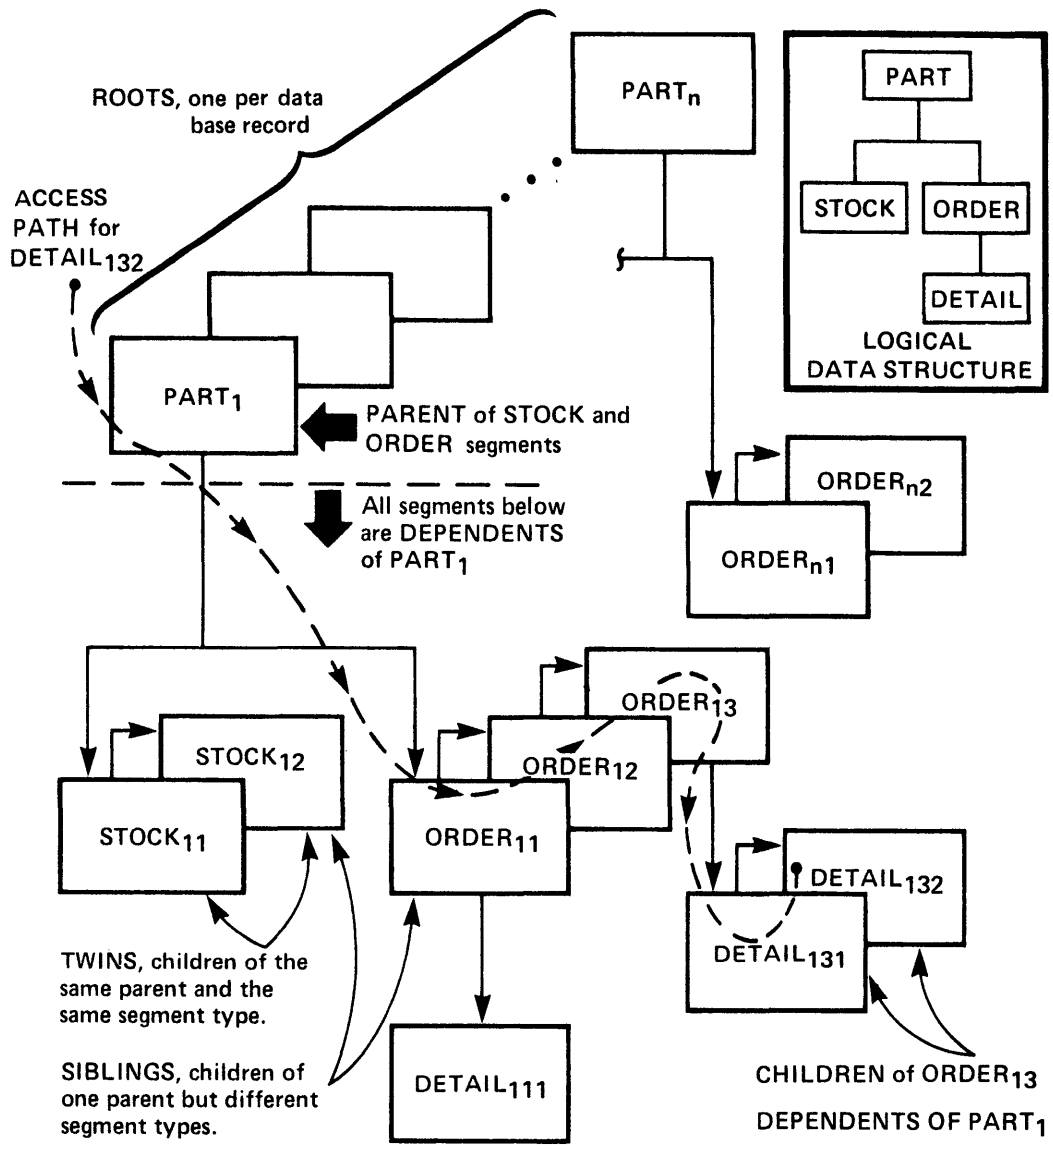 ROOTS, one per data
base record
PARTn
PART
STOCK
ORDER
DETAIL
LOGICAL
DATA STRUCTURE
ACCESS
PATH for
DETAIL132
PART1
PARENT of STOCK and
ORDER segments
All segments below
are DEPENDENTS
of PART1
ORDERn2
ORDERn1
ORDER13
ORDER12
ORDER11
STOCK12
STOCK11
DETAIL132
DETAIL131
TWINS, children of the
same parent and the
same segment type.
SIBLINGS, children of
one parent but different
segment types.
DETAIL111
CHILDREN of ORDER13
DEPENDENTS OF PART1